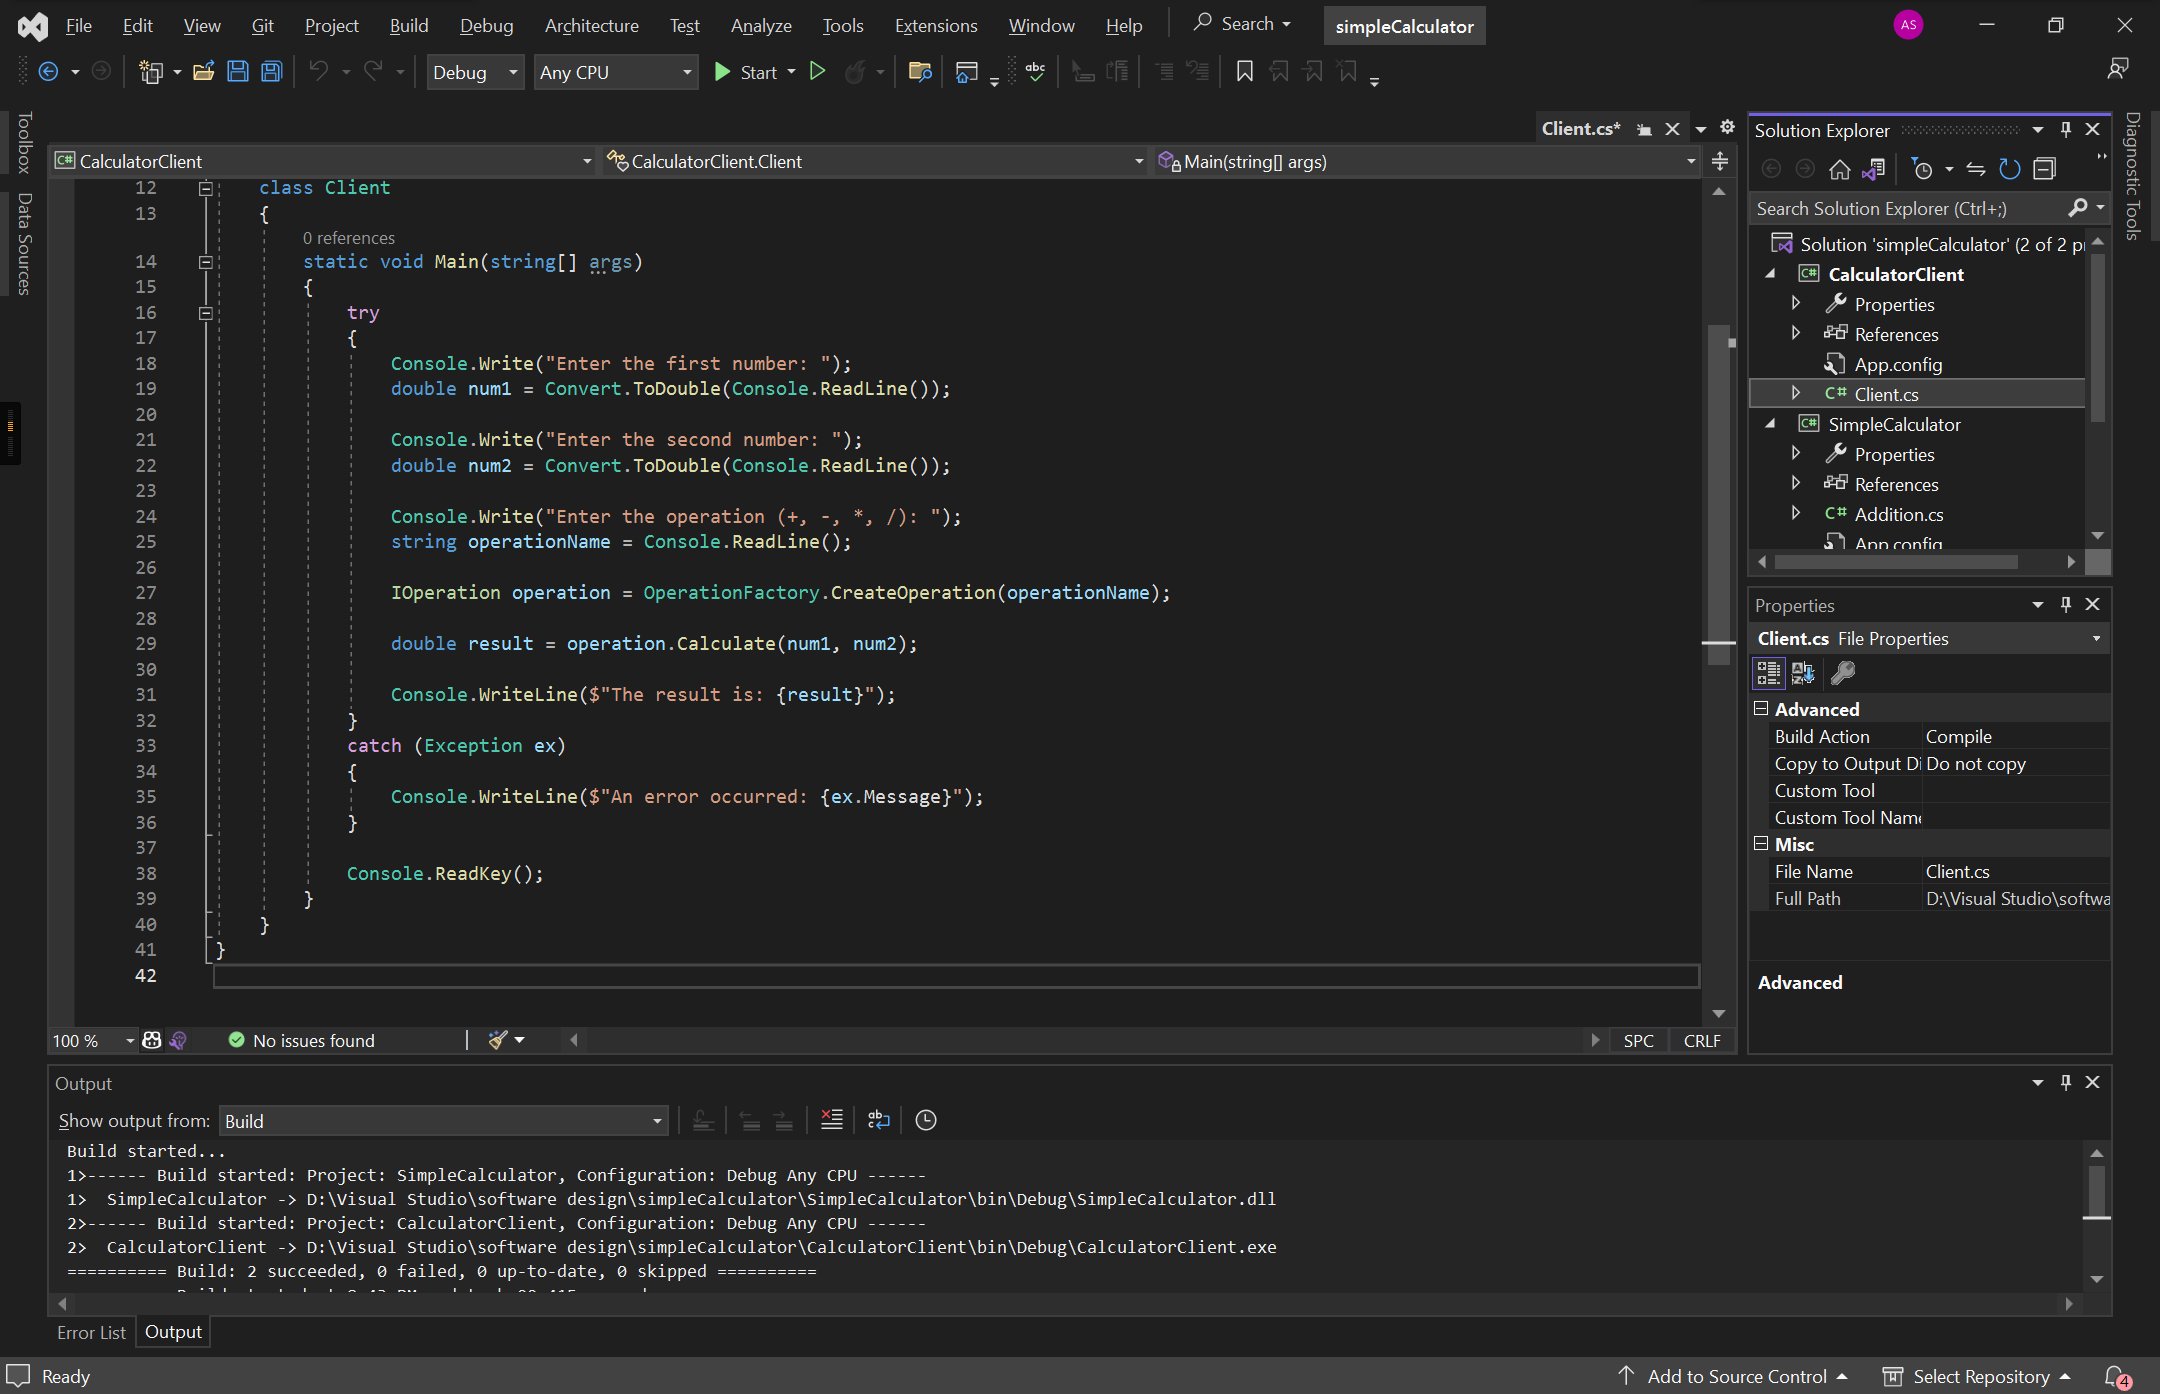 File Edit View Git Project Build Debug Architecture Test Analyze Tools Extensions Window Help Search simpleCalculator AS
Debug Any CPU Start
Toolbox
Data Sources
Client.cs*
CalculatorClient CalculatorClient.Client Main(string[] args)
12 class Client
13 {
0 references
14 static void Main(string[] args)
15 {
16 try
17 {
18 Console.Write("Enter the first number: ");
19 double num1 = Convert.ToDouble(Console.ReadLine());
20
21 Console.Write("Enter the second number: ");
22 double num2 = Convert.ToDouble(Console.ReadLine());
23
24 Console.Write("Enter the operation (+, -, *, /): ");
25 string operationName = Console.ReadLine();
26
27 IOperation operation = OperationFactory.CreateOperation(operationName);
28
29 double result = operation.Calculate(num1, num2);
30
31 Console.WriteLine($"The result is: {result}");
32 }
33 catch (Exception ex)
34 {
35 Console.WriteLine($"An error occurred: {ex.Message}");
36 }
37
38 Console.ReadKey();
39 }
40 }
41 }
42
100 % No issues found SPC CRLF
Solution Explorer
Search Solution Explorer (Ctrl+;)
Solution 'simpleCalculator' (2 of 2 p
C# CalculatorClient
Properties
References
App.config
C# Client.cs
C# SimpleCalculator
Properties
References
C# Addition.cs
App.config
Diagnostic Tools
Properties
Client.cs File Properties
Advanced
Build Action Compile
Copy to Output Di Do not copy
Custom Tool
Custom Tool Name
Misc
File Name Client.cs
Full Path D:\Visual Studio\softwa
Advanced
Output
Show output from: Build
Build started...
1>------ Build started: Project: SimpleCalculator, Configuration: Debug Any CPU ------
1>  SimpleCalculator -> D:\Visual Studio\software design\simpleCalculator\SimpleCalculator\bin\Debug\SimpleCalculator.dll
2>------ Build started: Project: CalculatorClient, Configuration: Debug Any CPU ------
2>  CalculatorClient -> D:\Visual Studio\software design\simpleCalculator\CalculatorClient\bin\Debug\CalculatorClient.exe
========== Build: 2 succeeded, 0 failed, 0 up-to-date, 0 skipped ==========
Error List Output
Ready Add to Source Control Select Repository 4